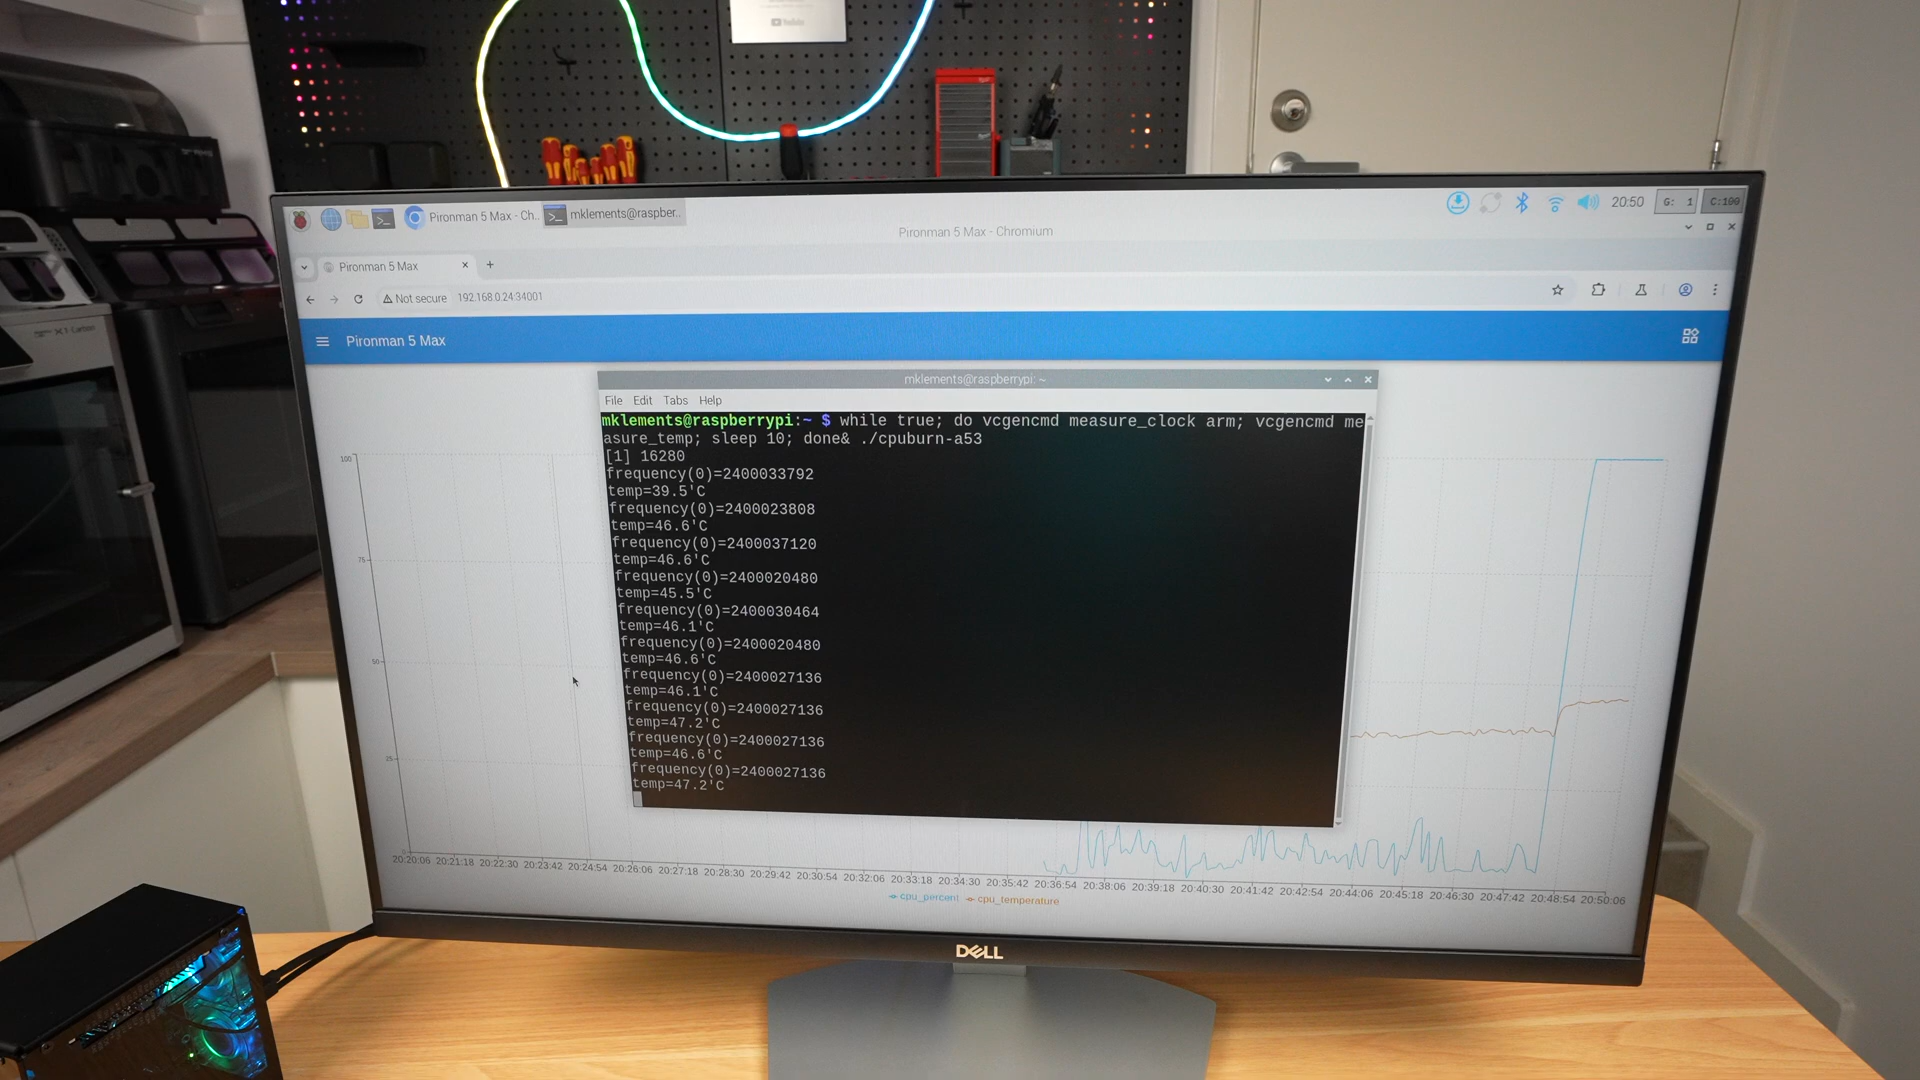 YouTube
Pironman 5 Max - Ch..
mklements@raspber..
20:50
G: 1
C:100
Pironman 5 Max - Chromium
Pironman 5 Max
Not secure
192.168.0.24:34001
Pironman 5 Max
mklements@raspberrypi: ~
File Edit Tabs Help
mklements@raspberrypi:~ $ while true; do vcgencmd measure_clock arm; vcgencmd me
asure_temp; sleep 10; done& ./cpuburn-a53
[1] 16280
frequency(0)=2400033792
temp=39.5'C
frequency(0)=2400023808
temp=46.6'C
frequency(0)=2400037120
temp=46.6'C
frequency(0)=2400020480
temp=45.5'C
frequency(0)=2400030464
temp=46.1'C
frequency(0)=2400020480
temp=46.6'C
frequency(0)=2400027136
temp=46.1'C
frequency(0)=2400027136
temp=47.2'C
frequency(0)=2400027136
temp=46.6'C
frequency(0)=2400027136
temp=47.2'C
100
75
50
25
0
20:20:06 20:21:18 20:22:30 20:23:42 20:24:54 20:26:06 20:27:18 20:28:30 20:29:42 20:30:54 20:32:06 20:33:18 20:34:30 20:35:42 20:36:54 20:38:06 20:39:18 20:40:30 20:41:42 20:42:54 20:44:06 20:45:18 20:46:30 20:47:42 20:48:54 20:50:06
cpu_percent cpu_temperature
DELL
X1-Carbon